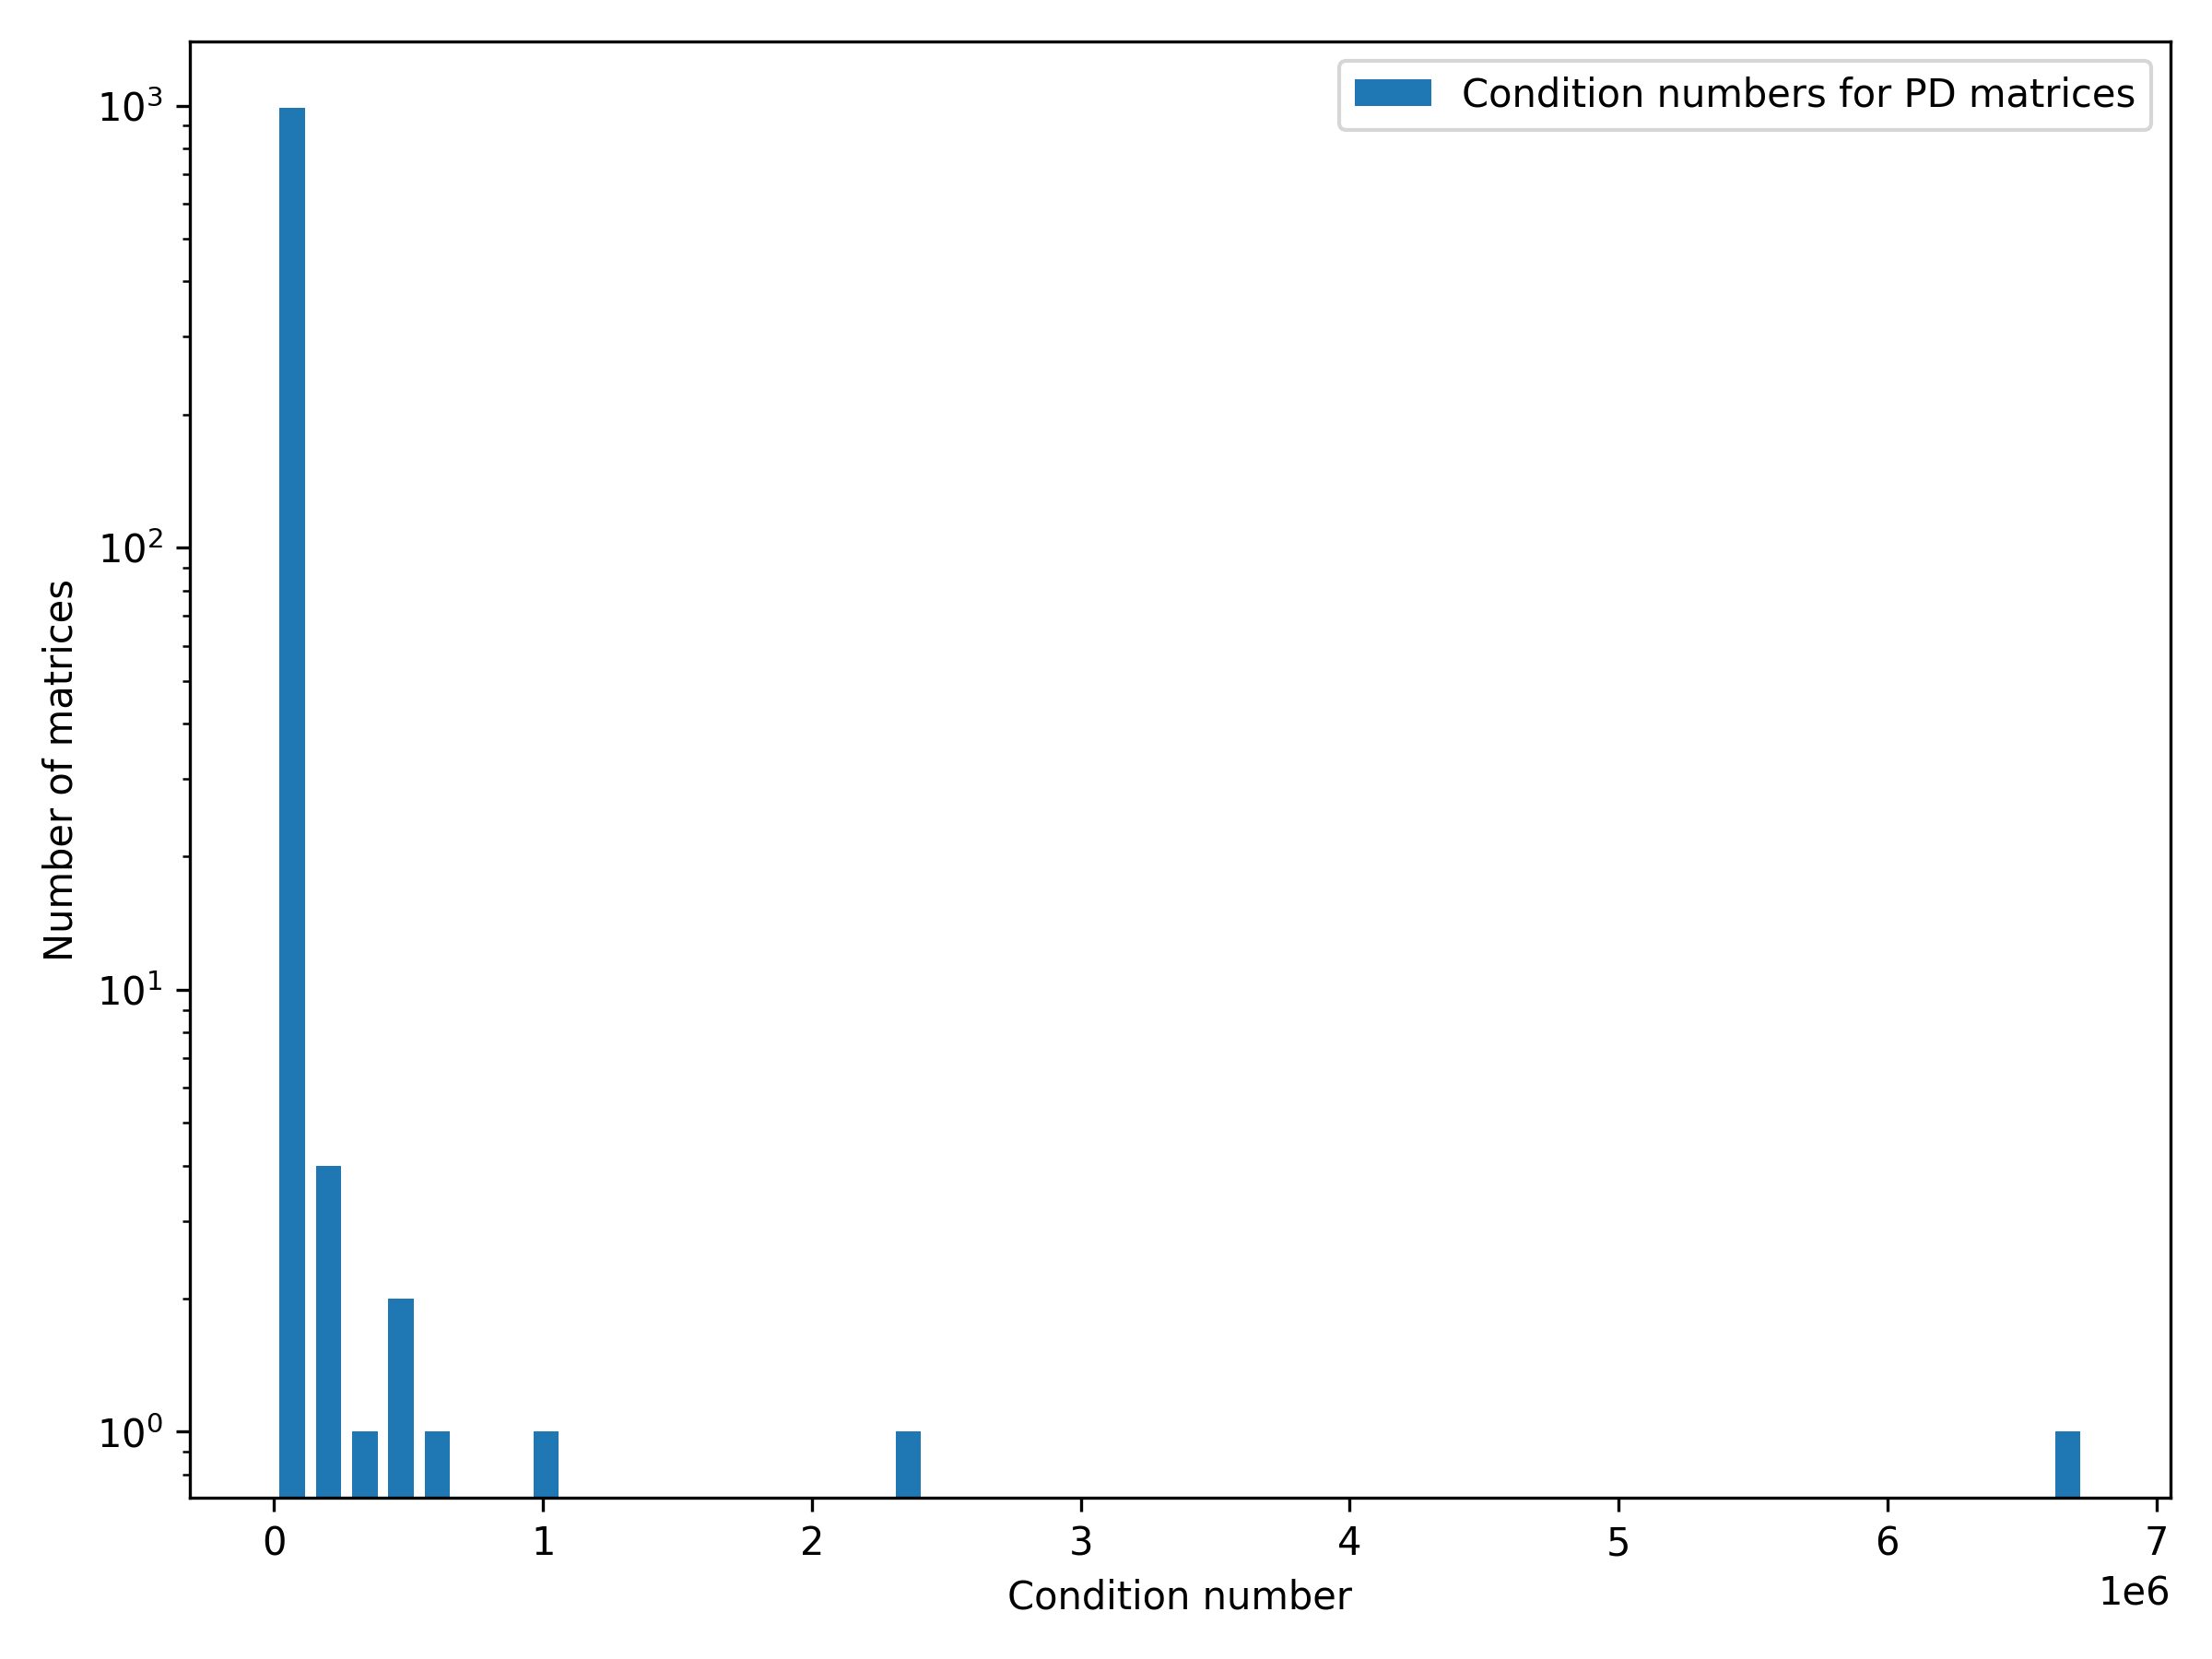 Condition numbers for PD matrices
10³
10²
10¹
10⁰
Number of matrices
0 1 2 3 4 5 6 7
1e6
Condition number